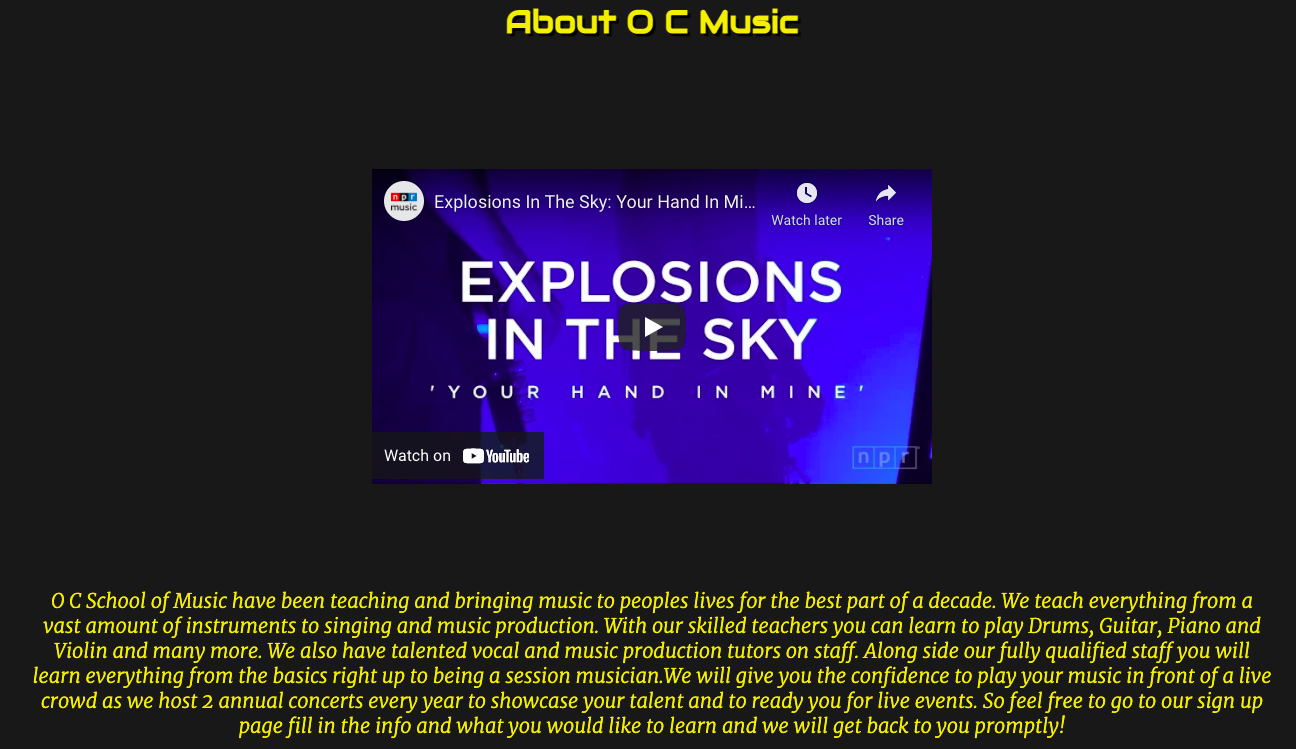 About O C Music
npr
music
Explosions In The Sky: Your Hand In Mi...
Watch later
Share
EXPLOSIONS
IN THE SKY
'YOUR HAND IN MINE'
Watch on YouTube
npr
O C School of Music have been teaching and bringing music to peoples lives for the best part of a decade. We teach everything from a
vast amount of instruments to singing and music production. With our skilled teachers you can learn to play Drums, Guitar, Piano and
Violin and many more. We also have talented vocal and music production tutors on staff. Along side our fully qualified staff you will
learn everything from the basics right up to being a session musician.We will give you the confidence to play your music in front of a live
crowd as we host 2 annual concerts every year to showcase your talent and to ready you for live events. So feel free to go to our sign up
page fill in the info and what you would like to learn and we will get back to you promptly!